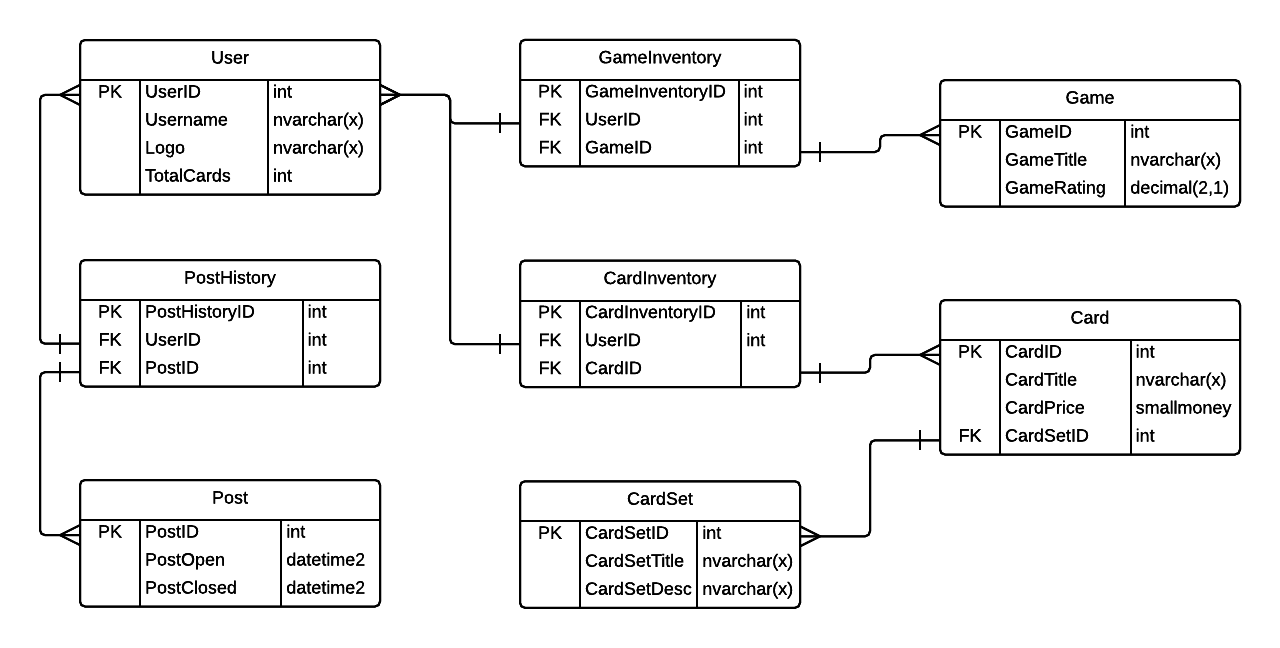 User
PK UserID int
Username nvarchar(x)
Logo nvarchar(x)
TotalCards int
GameInventory
PK GameInventoryID int
FK UserID int
FK GameID int
Game
PK GameID int
GameTitle nvarchar(x)
GameRating decimal(2,1)
PostHistory
PK PostHistoryID int
FK UserID int
FK PostID int
CardInventory
PK CardInventoryID int
FK UserID int
FK CardID
Card
PK CardID int
CardTitle nvarchar(x)
CardPrice smallmoney
FK CardSetID int
Post
PK PostID int
PostOpen datetime2
PostClosed datetime2
CardSet
PK CardSetID int
CardSetTitle nvarchar(x)
CardSetDesc nvarchar(x)